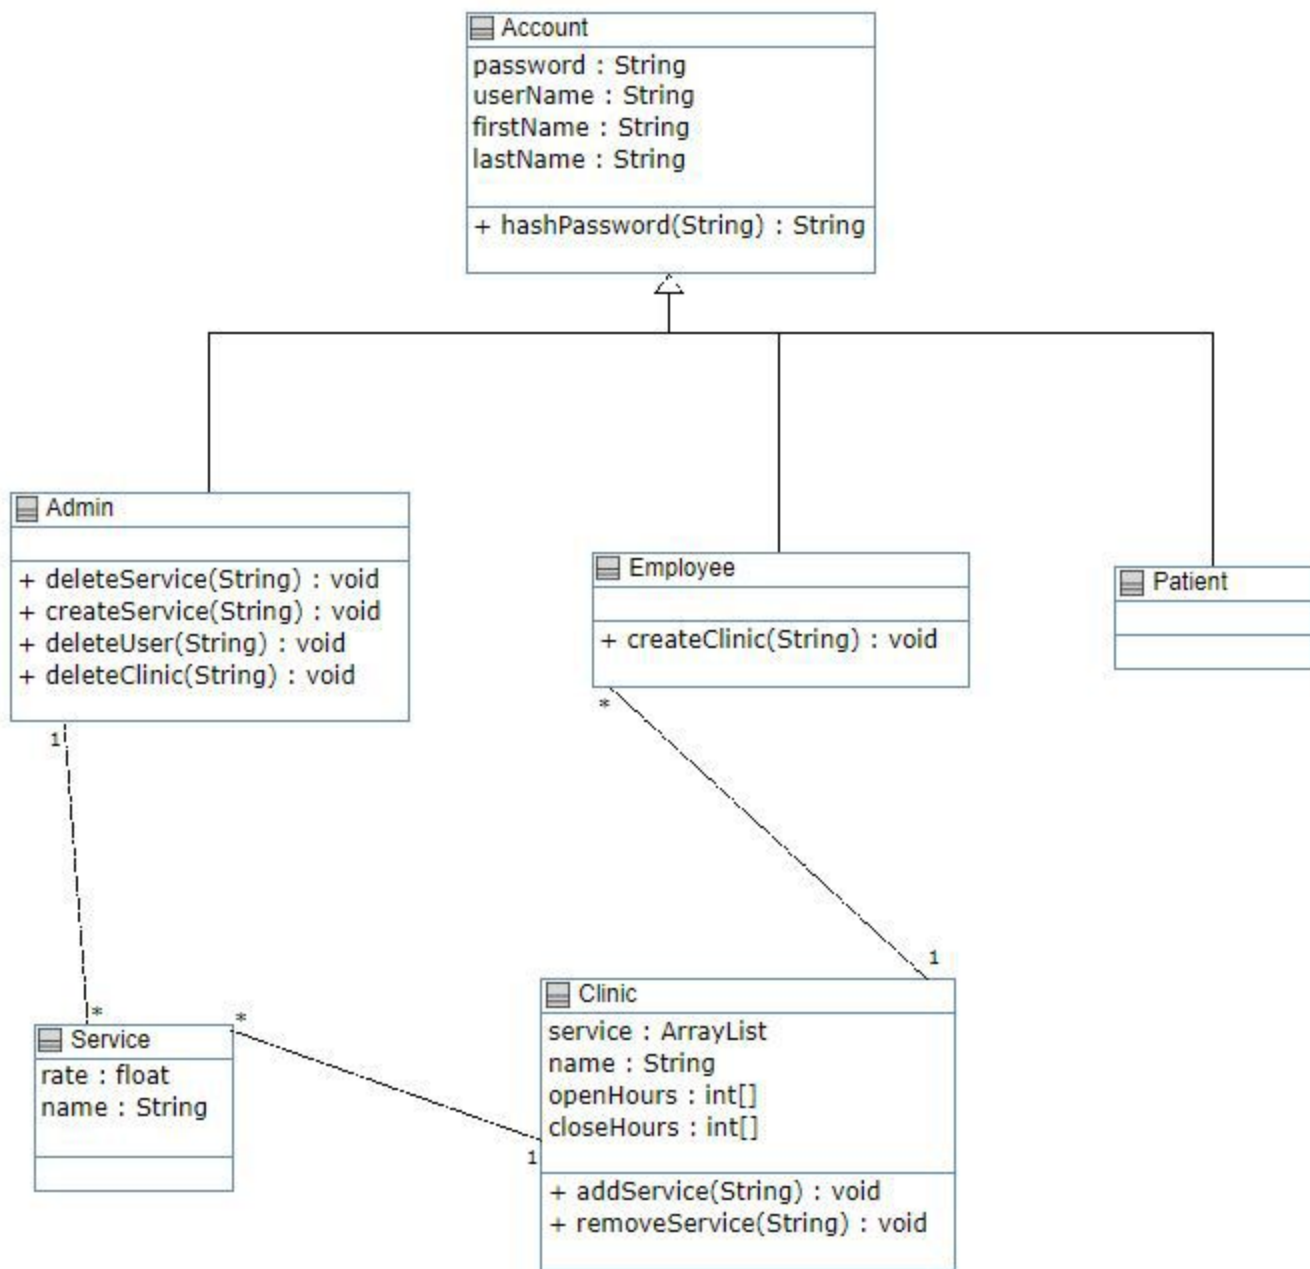 Account
password : String
userName : String
firstName : String
lastName : String
+ hashPassword(String) : String
Admin
+ deleteService(String) : void
+ createService(String) : void
+ deleteUser(String) : void
+ deleteClinic(String) : void
Employee
+ createClinic(String) : void
Patient
1
*
*
1
*
*
1
Service
rate : float
name : String
Clinic
service : ArrayList
name : String
openHours : int[]
closeHours : int[]
+ addService(String) : void
+ removeService(String) : void